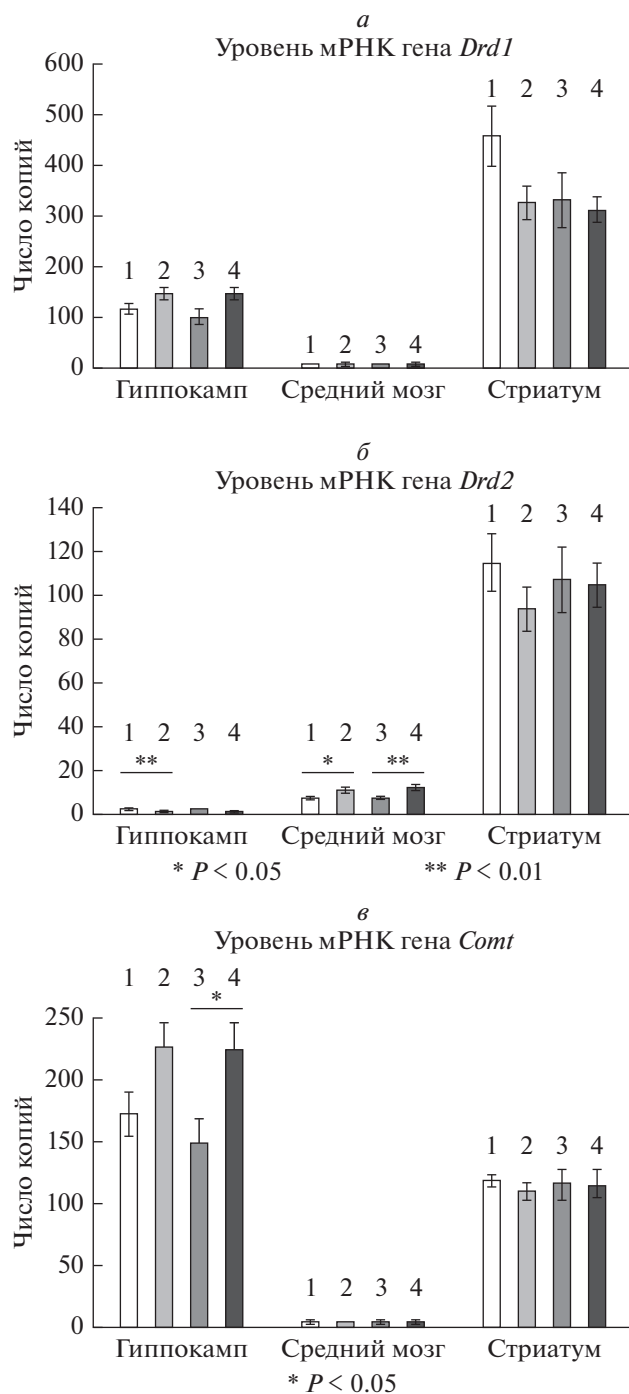 а
Уровень мРНК гена Drd1
Число копий
600
500
400
300
200
100
0
1 2 3 4
1 2 3 4
1 2 3 4
Гиппокамп Средний мозг Стриатум
б
Уровень мРНК гена Drd2
Число копий
140
120
100
80
60
40
20
0
1 2 3 4
**
1 2 3 4
* **
1 2 3 4
Гиппокамп Средний мозг Стриатум
* P < 0.05 ** P < 0.01
в
Уровень мРНК гена Comt
Число копий
250
200
150
100
50
0
1 2 3 4
*
1 2 3 4
1 2 3 4
Гиппокамп Средний мозг Стриатум
* P < 0.05